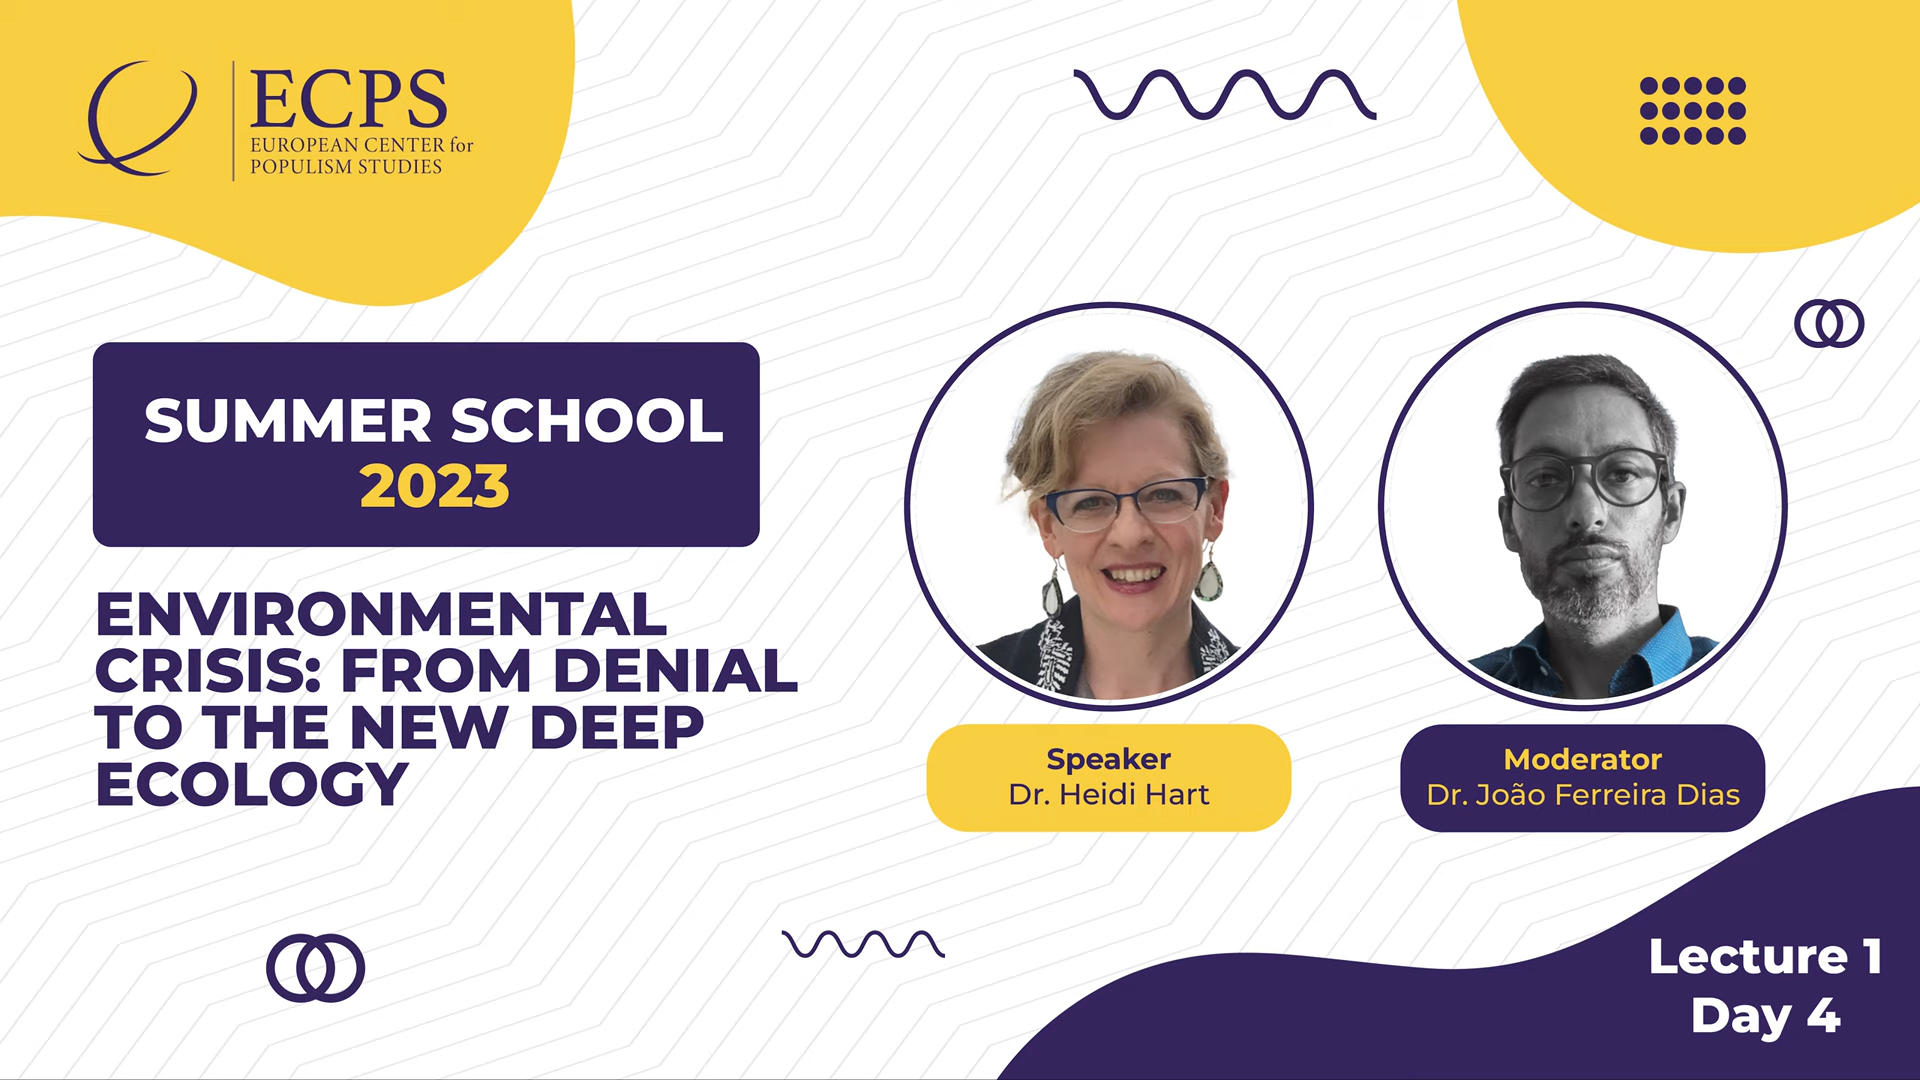 ECPS
EUROPEAN CENTER for
POPULISM STUDIES
SUMMER SCHOOL
2023
ENVIRONMENTAL
CRISIS: FROM DENIAL
TO THE NEW DEEP
ECOLOGY
Speaker
Dr. Heidi Hart
Moderator
Dr. João Ferreira Dias
Lecture 1
Day 4